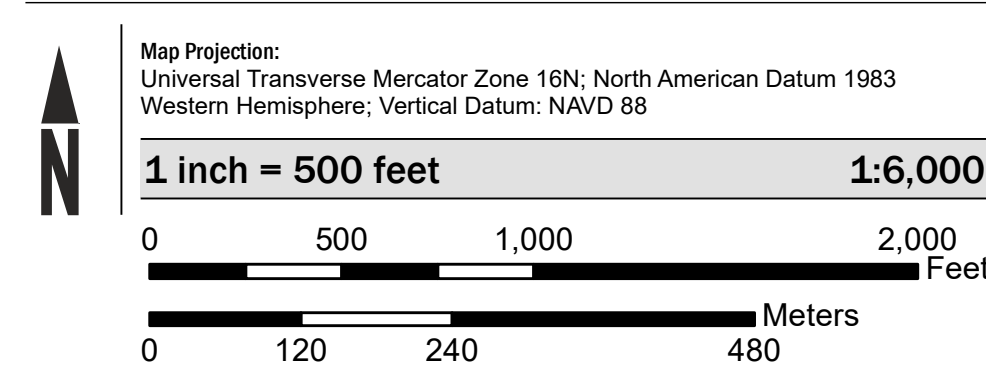 N
Map Projection:
Universal Transverse Mercator Zone 16N; North American Datum 1983
Western Hemisphere; Vertical Datum: NAVD 88
1 inch = 500 feet 1:6,000
0 500 1,000 2,000
Feet
Meters
0 120 240 480